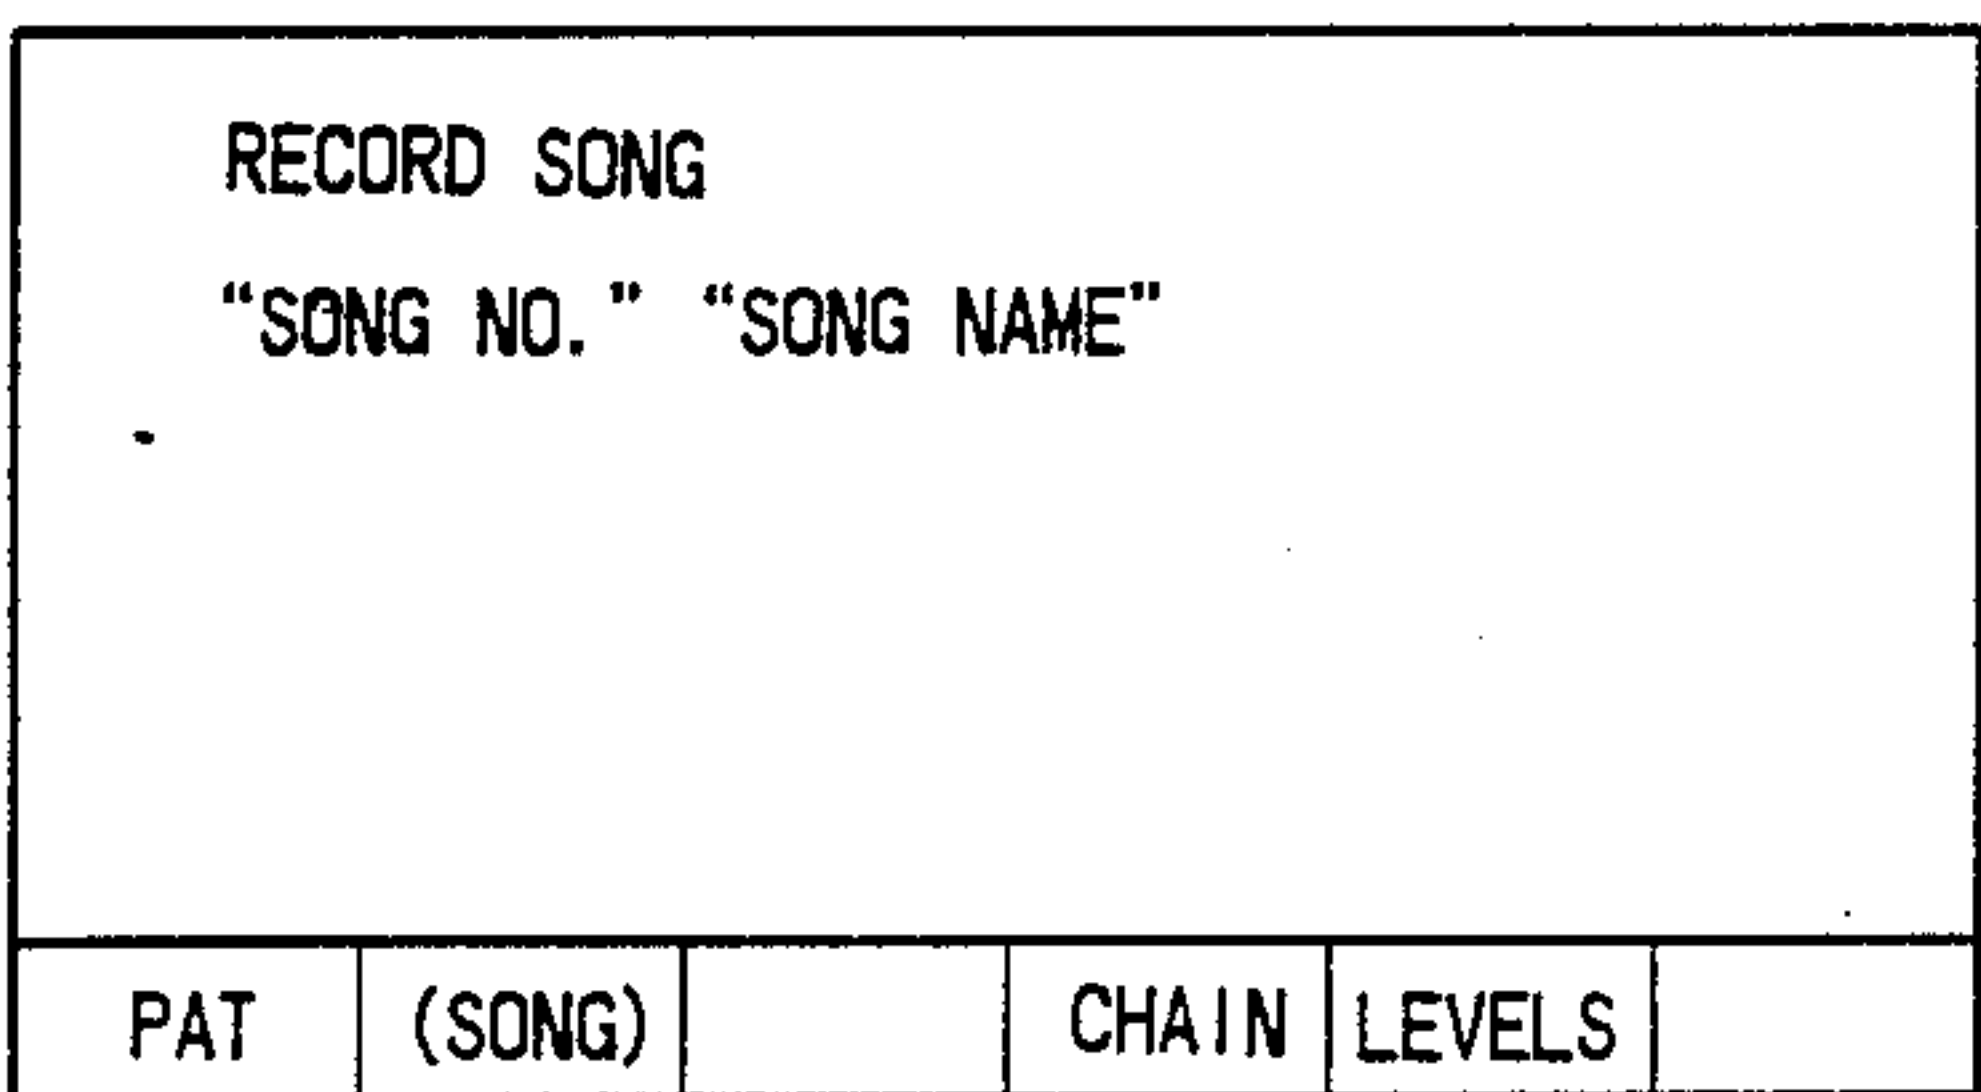 RECORD SONG
“SONG NO.” “SONG NAME”
PAT (SONG) CHAIN LEVELS